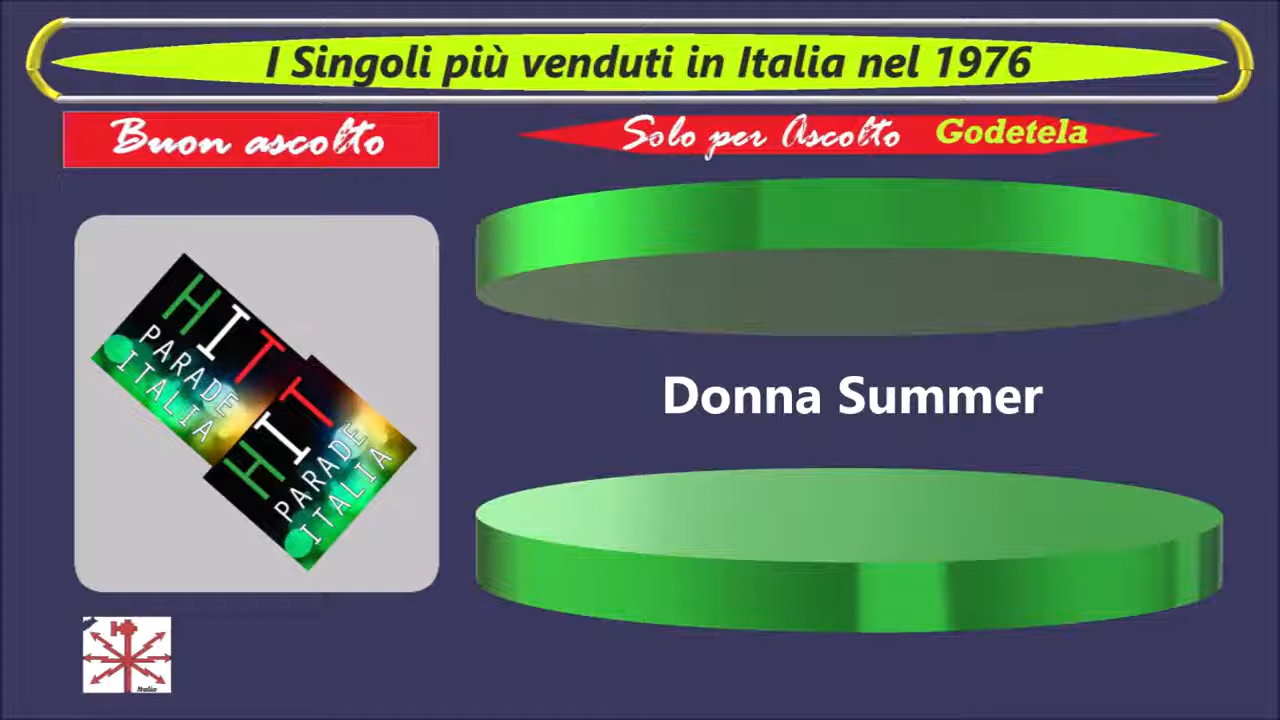 I Singoli più venduti in Italia nel 1976
Buon ascolto
Solo per Ascolto Godetela
HIT
PARADE
ITALIA
HIT
PARADE
ITALIA
Donna Summer
Italia